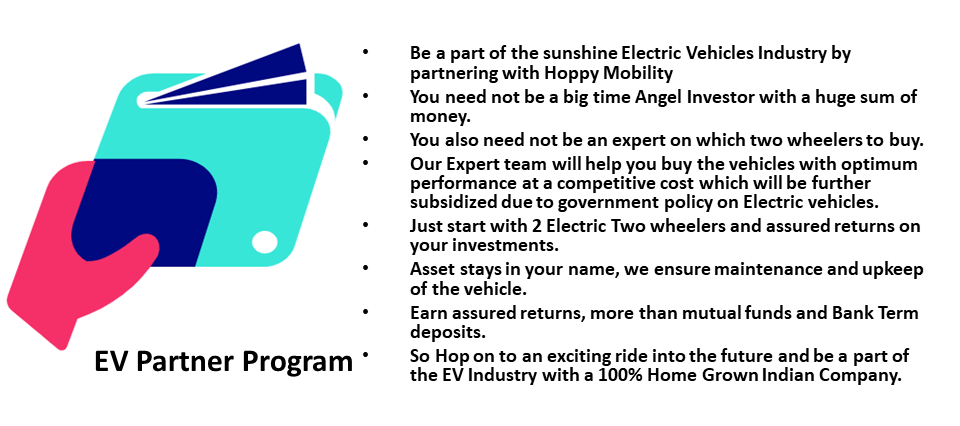 • Be a part of the sunshine Electric Vehicles Industry by
partnering with Hoppy Mobility
• You need not be a big time Angel Investor with a huge sum of
money.
• You also need not be an expert on which two wheelers to buy.
• Our Expert team will help you buy the vehicles with optimum
performance at a competitive cost which will be further
subsidized due to government policy on Electric vehicles.
• Just start with 2 Electric Two wheelers and assured returns on
your investments.
• Asset stays in your name, we ensure maintenance and upkeep
of the vehicle.
• Earn assured returns, more than mutual funds and Bank Term
deposits.
• So Hop on to an exciting ride into the future and be a part of
the EV Industry with a 100% Home Grown Indian Company.
EV Partner Program